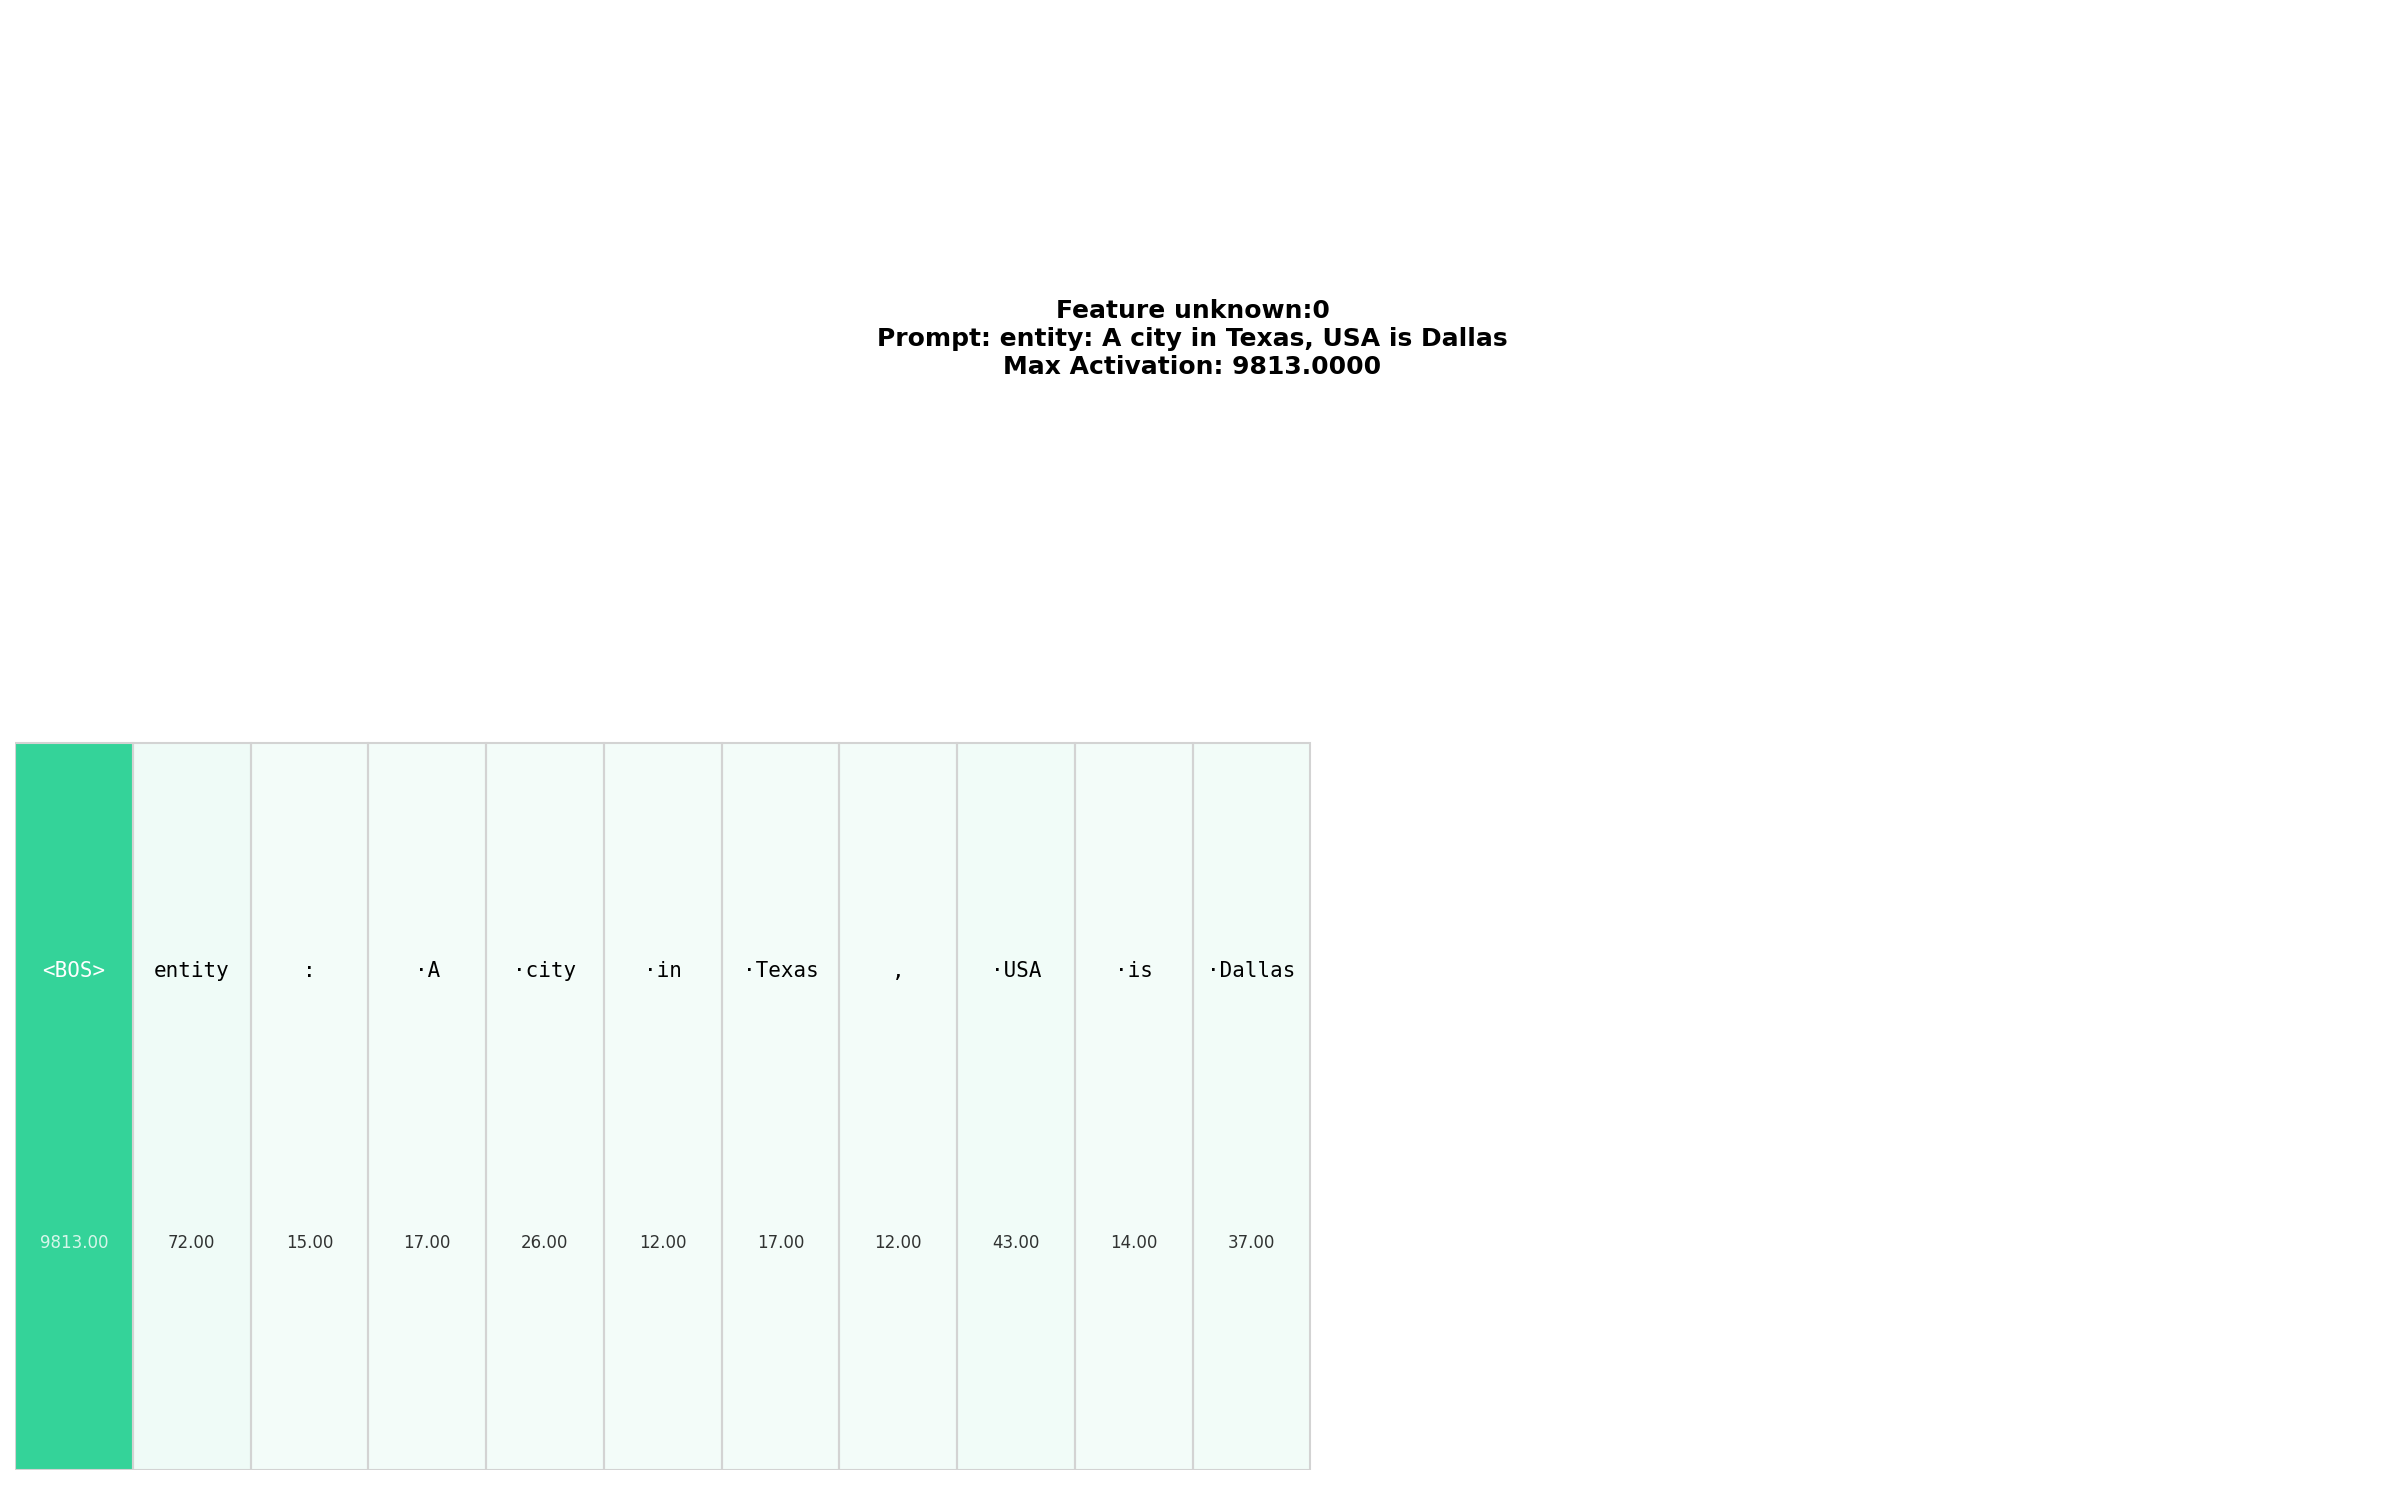 Feature unknown:0
Prompt: entity: A city in Texas, USA is Dallas
Max Activation: 9813.0000
<BOS> entity : ·A ·city ·in ·Texas , ·USA ·is ·Dallas
9813.00 72.00 15.00 17.00 26.00 12.00 17.00 12.00 43.00 14.00 37.00